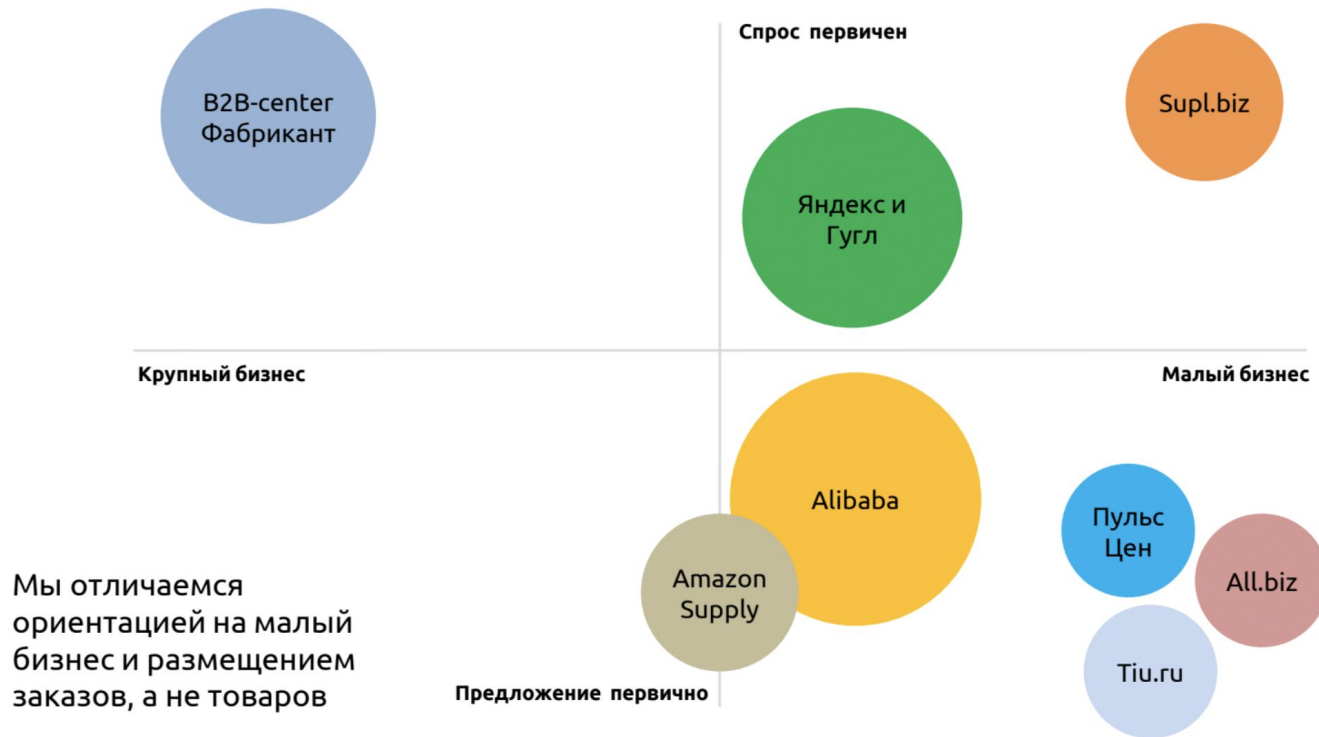 Спрос первичен
B2B-center
Фабрикант
Supl.biz
Яндекс и
Гугл
Крупный бизнес
Малый бизнес
Alibaba
Пульс
Цен
Amazon
Supply
All.biz
Tiu.ru
Мы отличаемся
ориентацией на малый
бизнес и размещением
заказов, а не товаров
Предложение первично